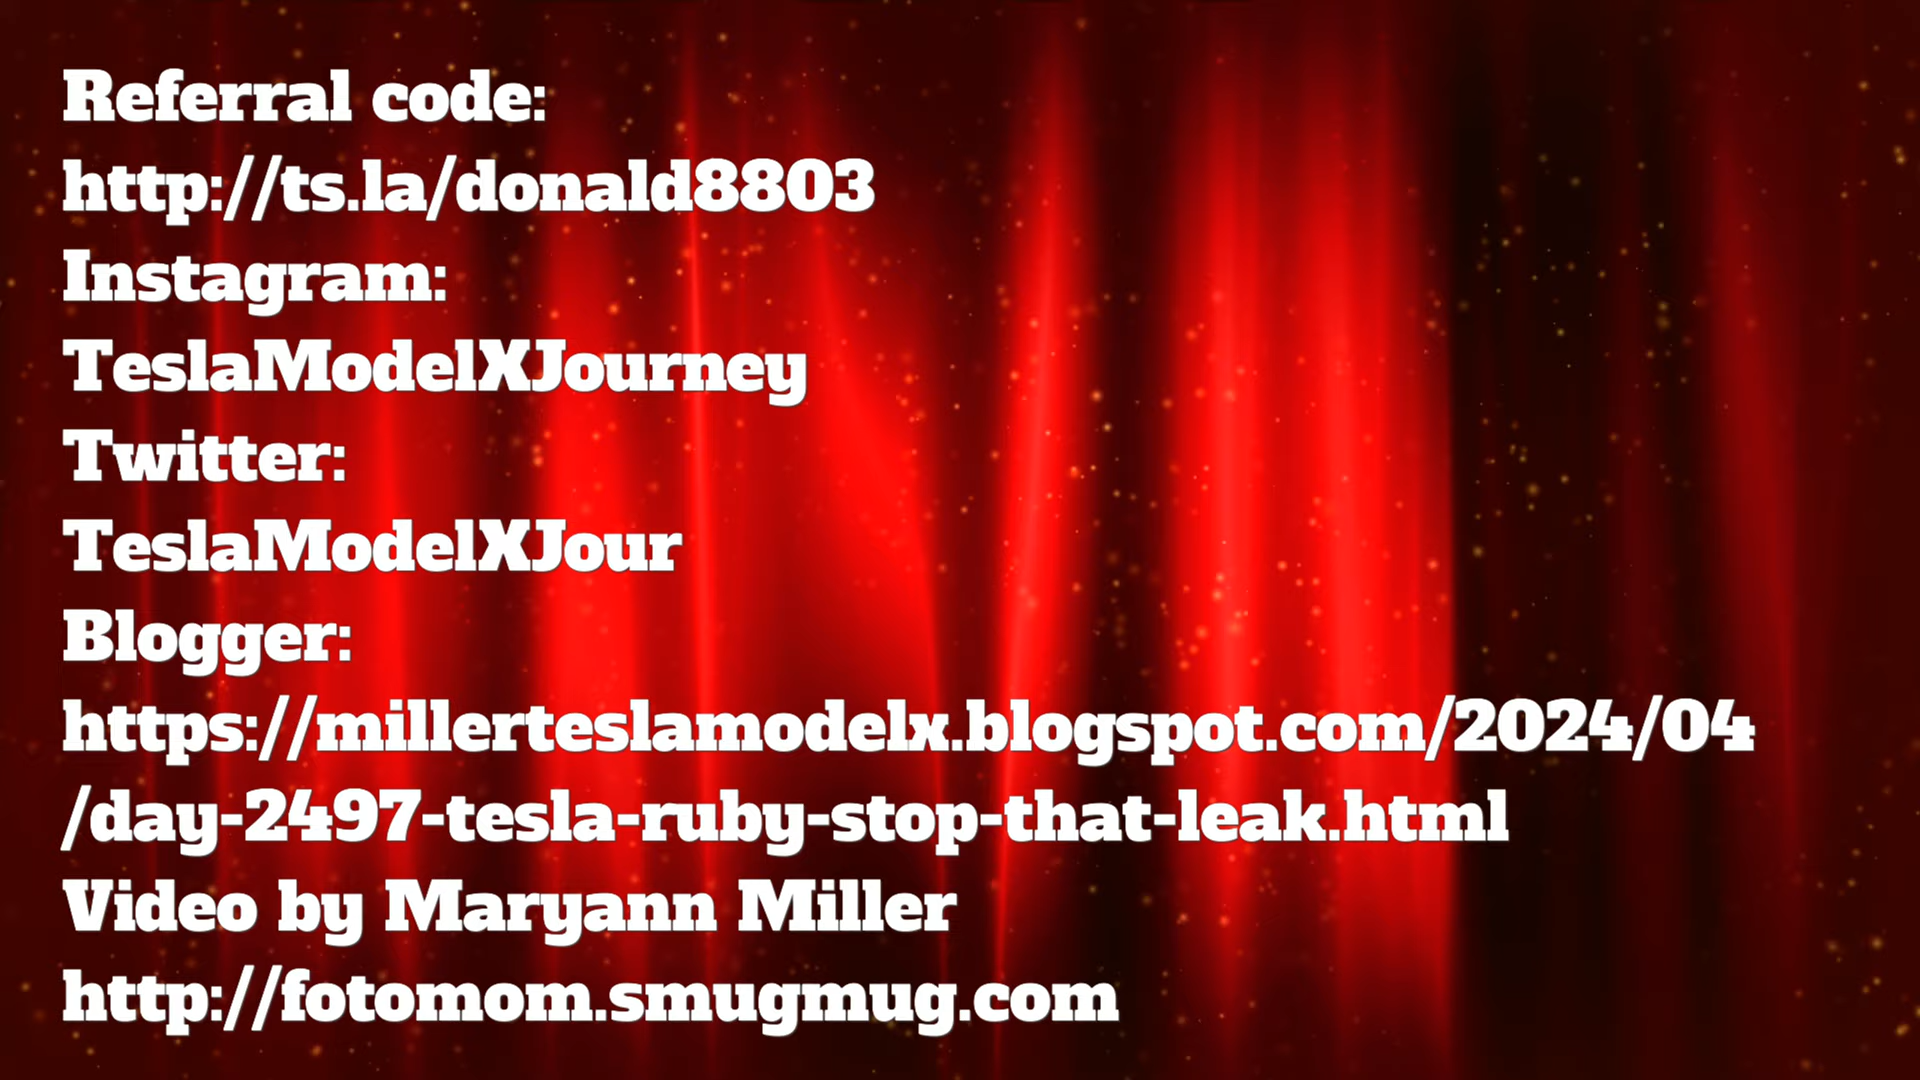 Referral code:
http://ts.la/donald8803
Instagram:
TeslaModelXJourney
Twitter:
TeslaModelXJour
Blogger:
https://millerteslamodelx.blogspot.com/2024/04
/day-2497-tesla-ruby-stop-that-leak.html
Video by Maryann Miller
http://fotomom.smugmug.com